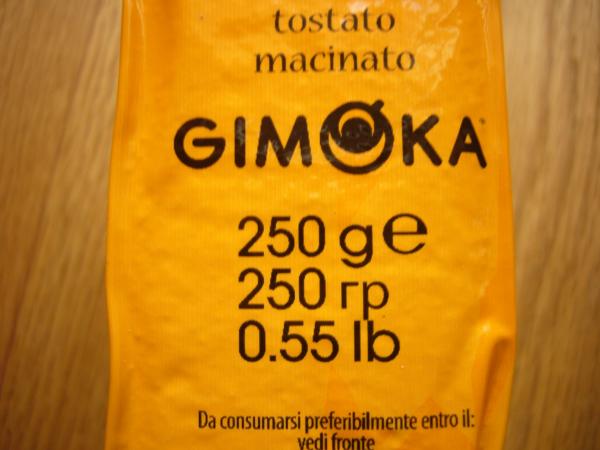 tostato
macinato
GIMOKA
250 g e
250 гр
0.55 lb
Da consumarsi preferibilmente entro il:
vedi fronte